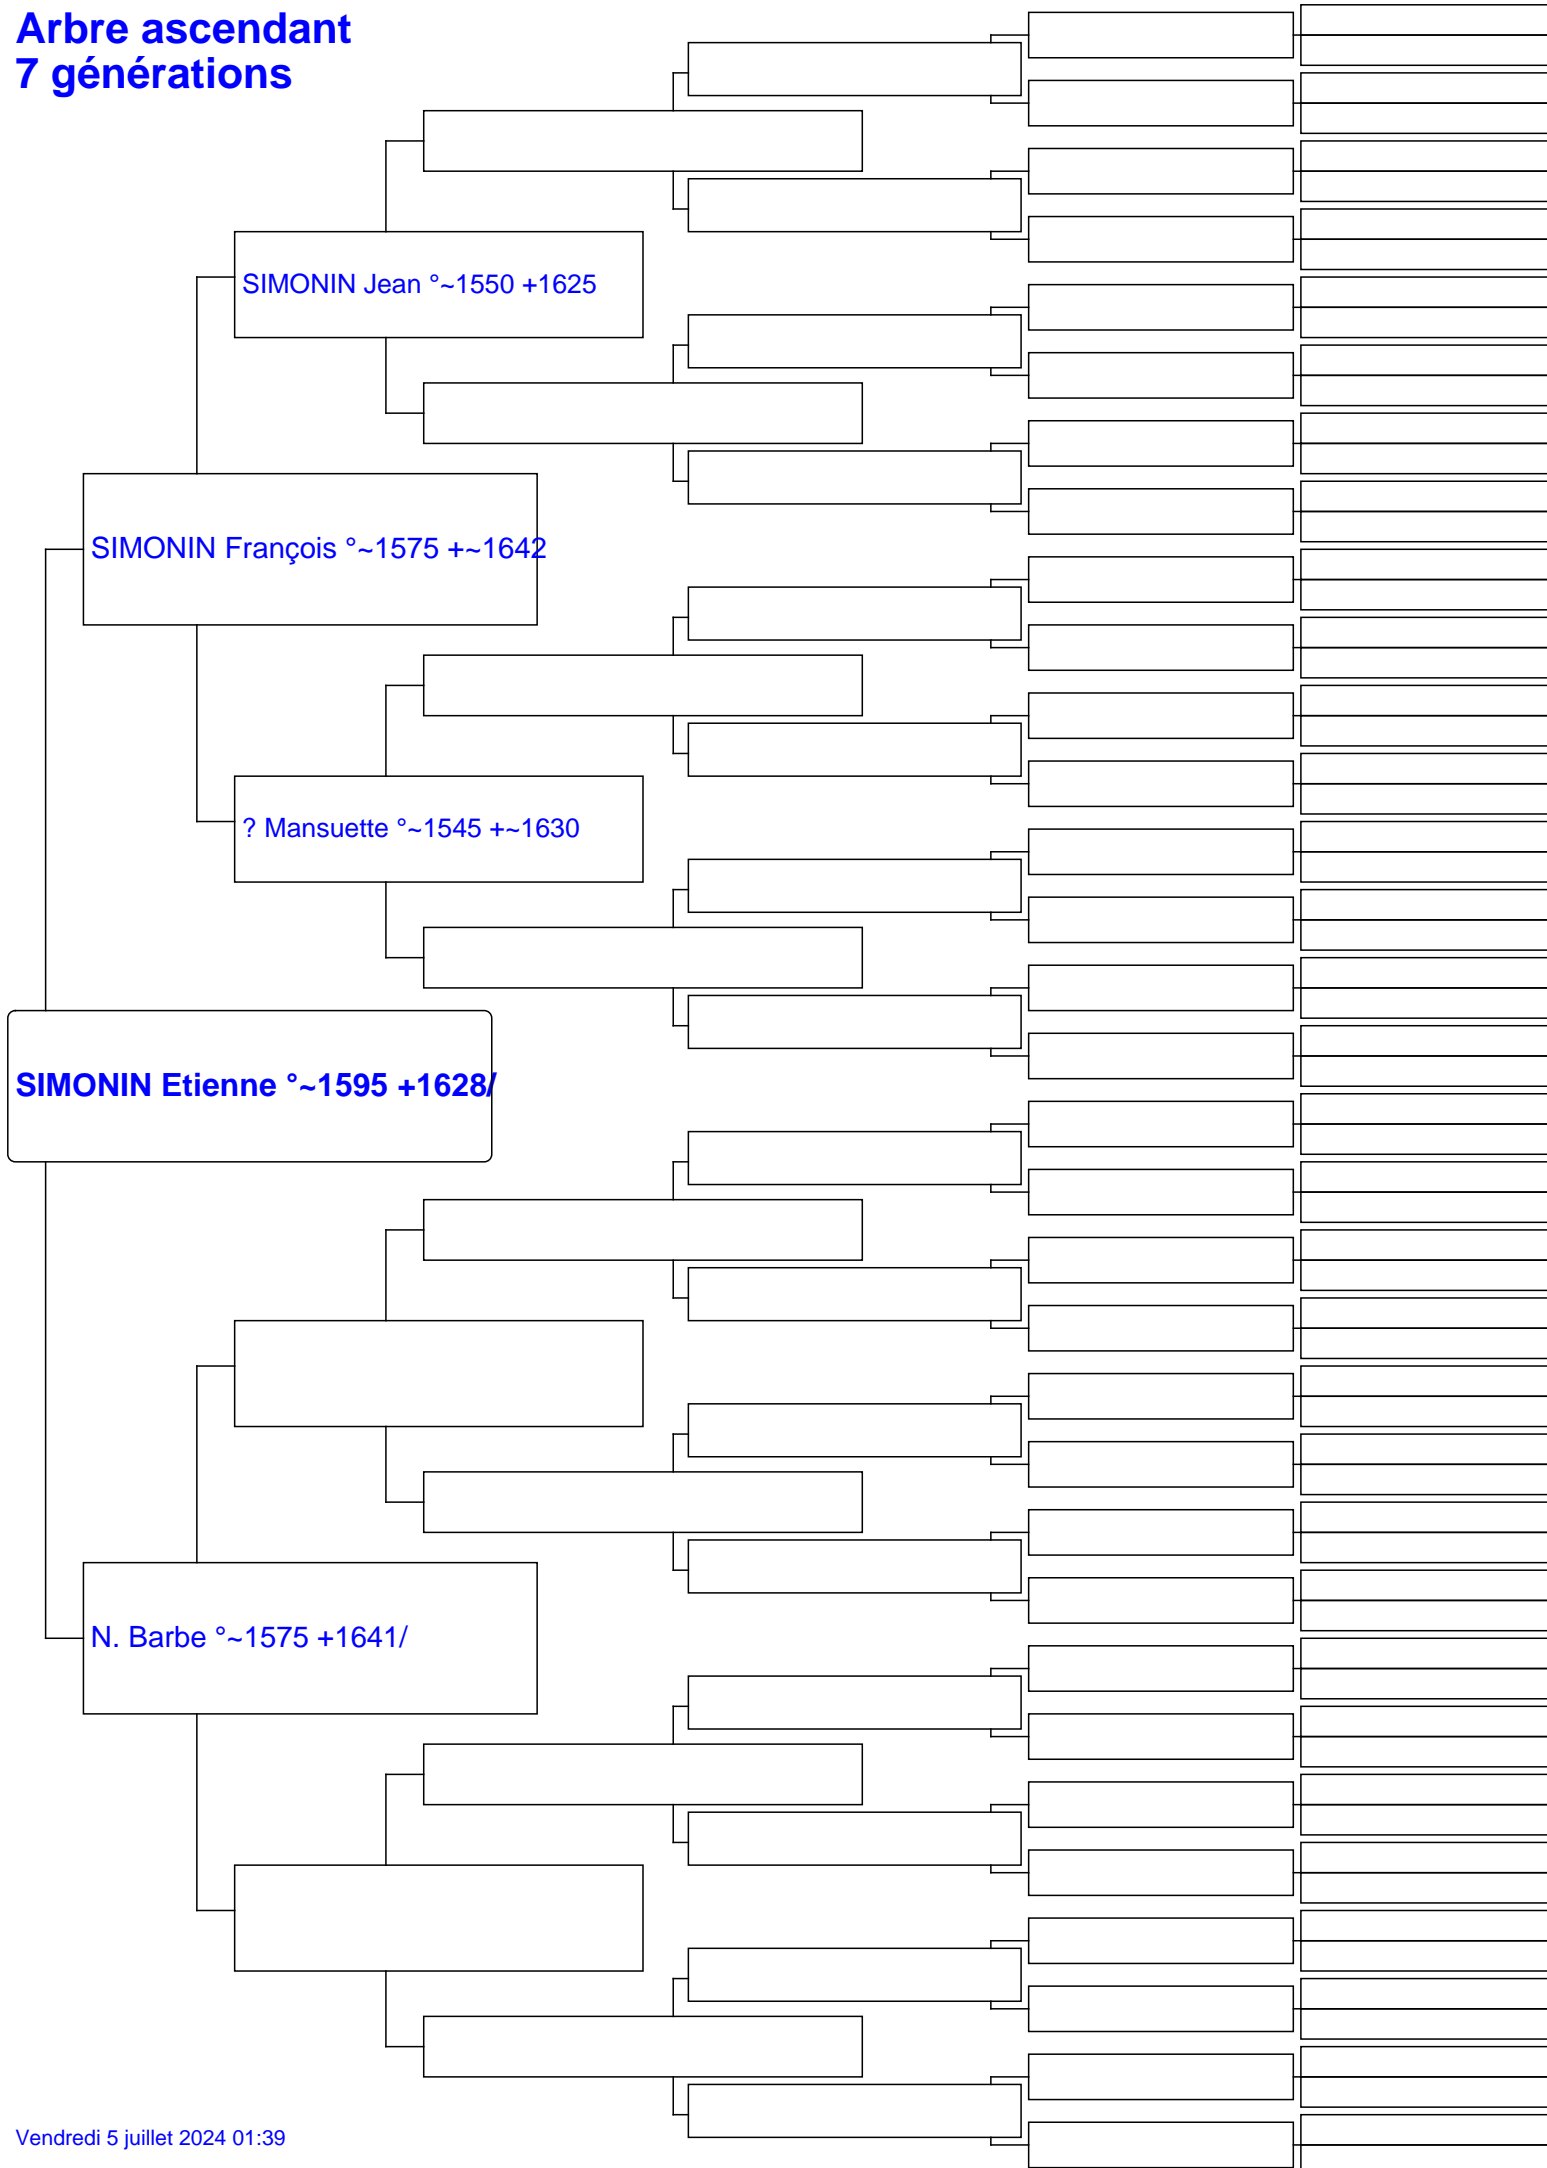 Arbre ascendant
7 générations
SIMONIN Jean °~1550 +1625
SIMONIN François °~1575 +~1642
? Mansuette °~1545 +~1630
SIMONIN Etienne °~1595 +1628/
N. Barbe °~1575 +1641/
Vendredi 5 juillet 2024 01:39